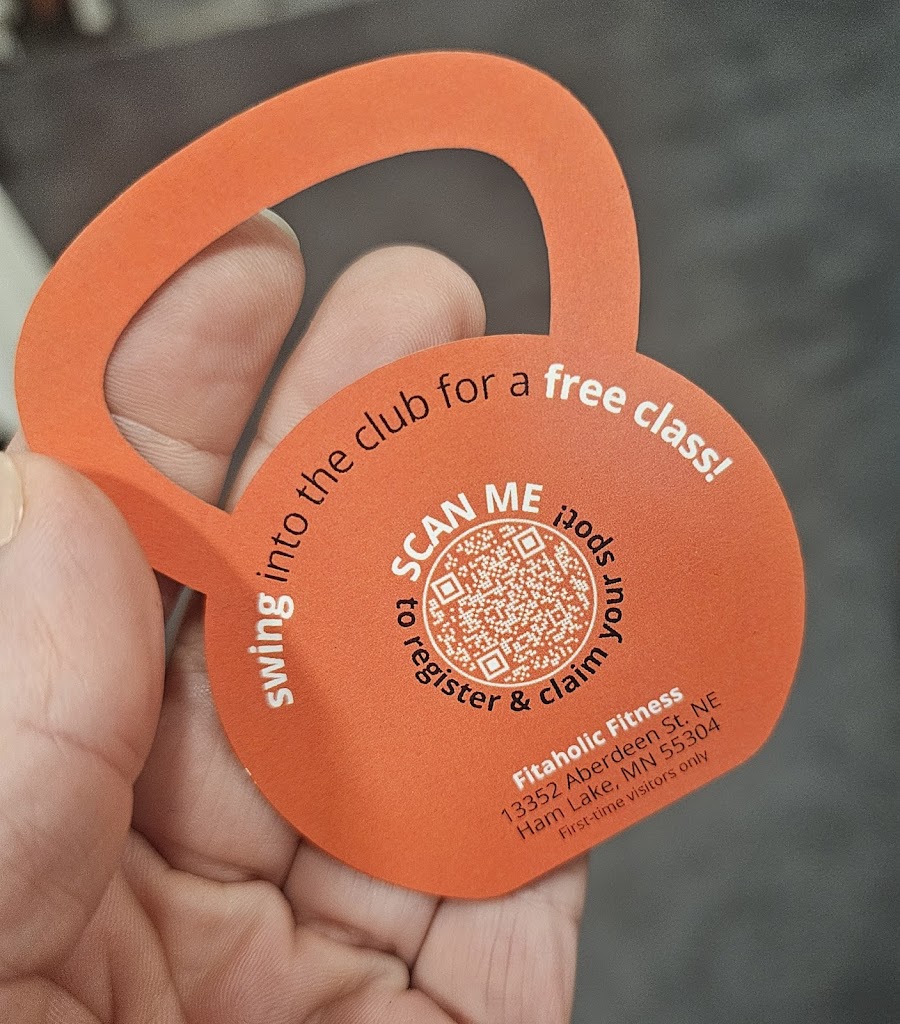 swing into the club for a free class!
SCAN ME
to register & claim your spot!
Fitaholic Fitness
13352 Aberdeen St. NE
Ham Lake, MN 55304
First-time visitors only